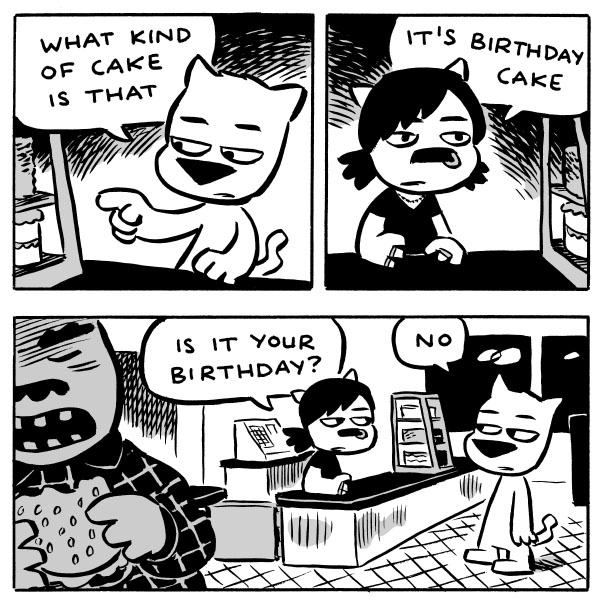 WHAT KIND
OF CAKE
IS THAT
IT'S BIRTHDAY
CAKE
IS IT YOUR
BIRTHDAY?
NO